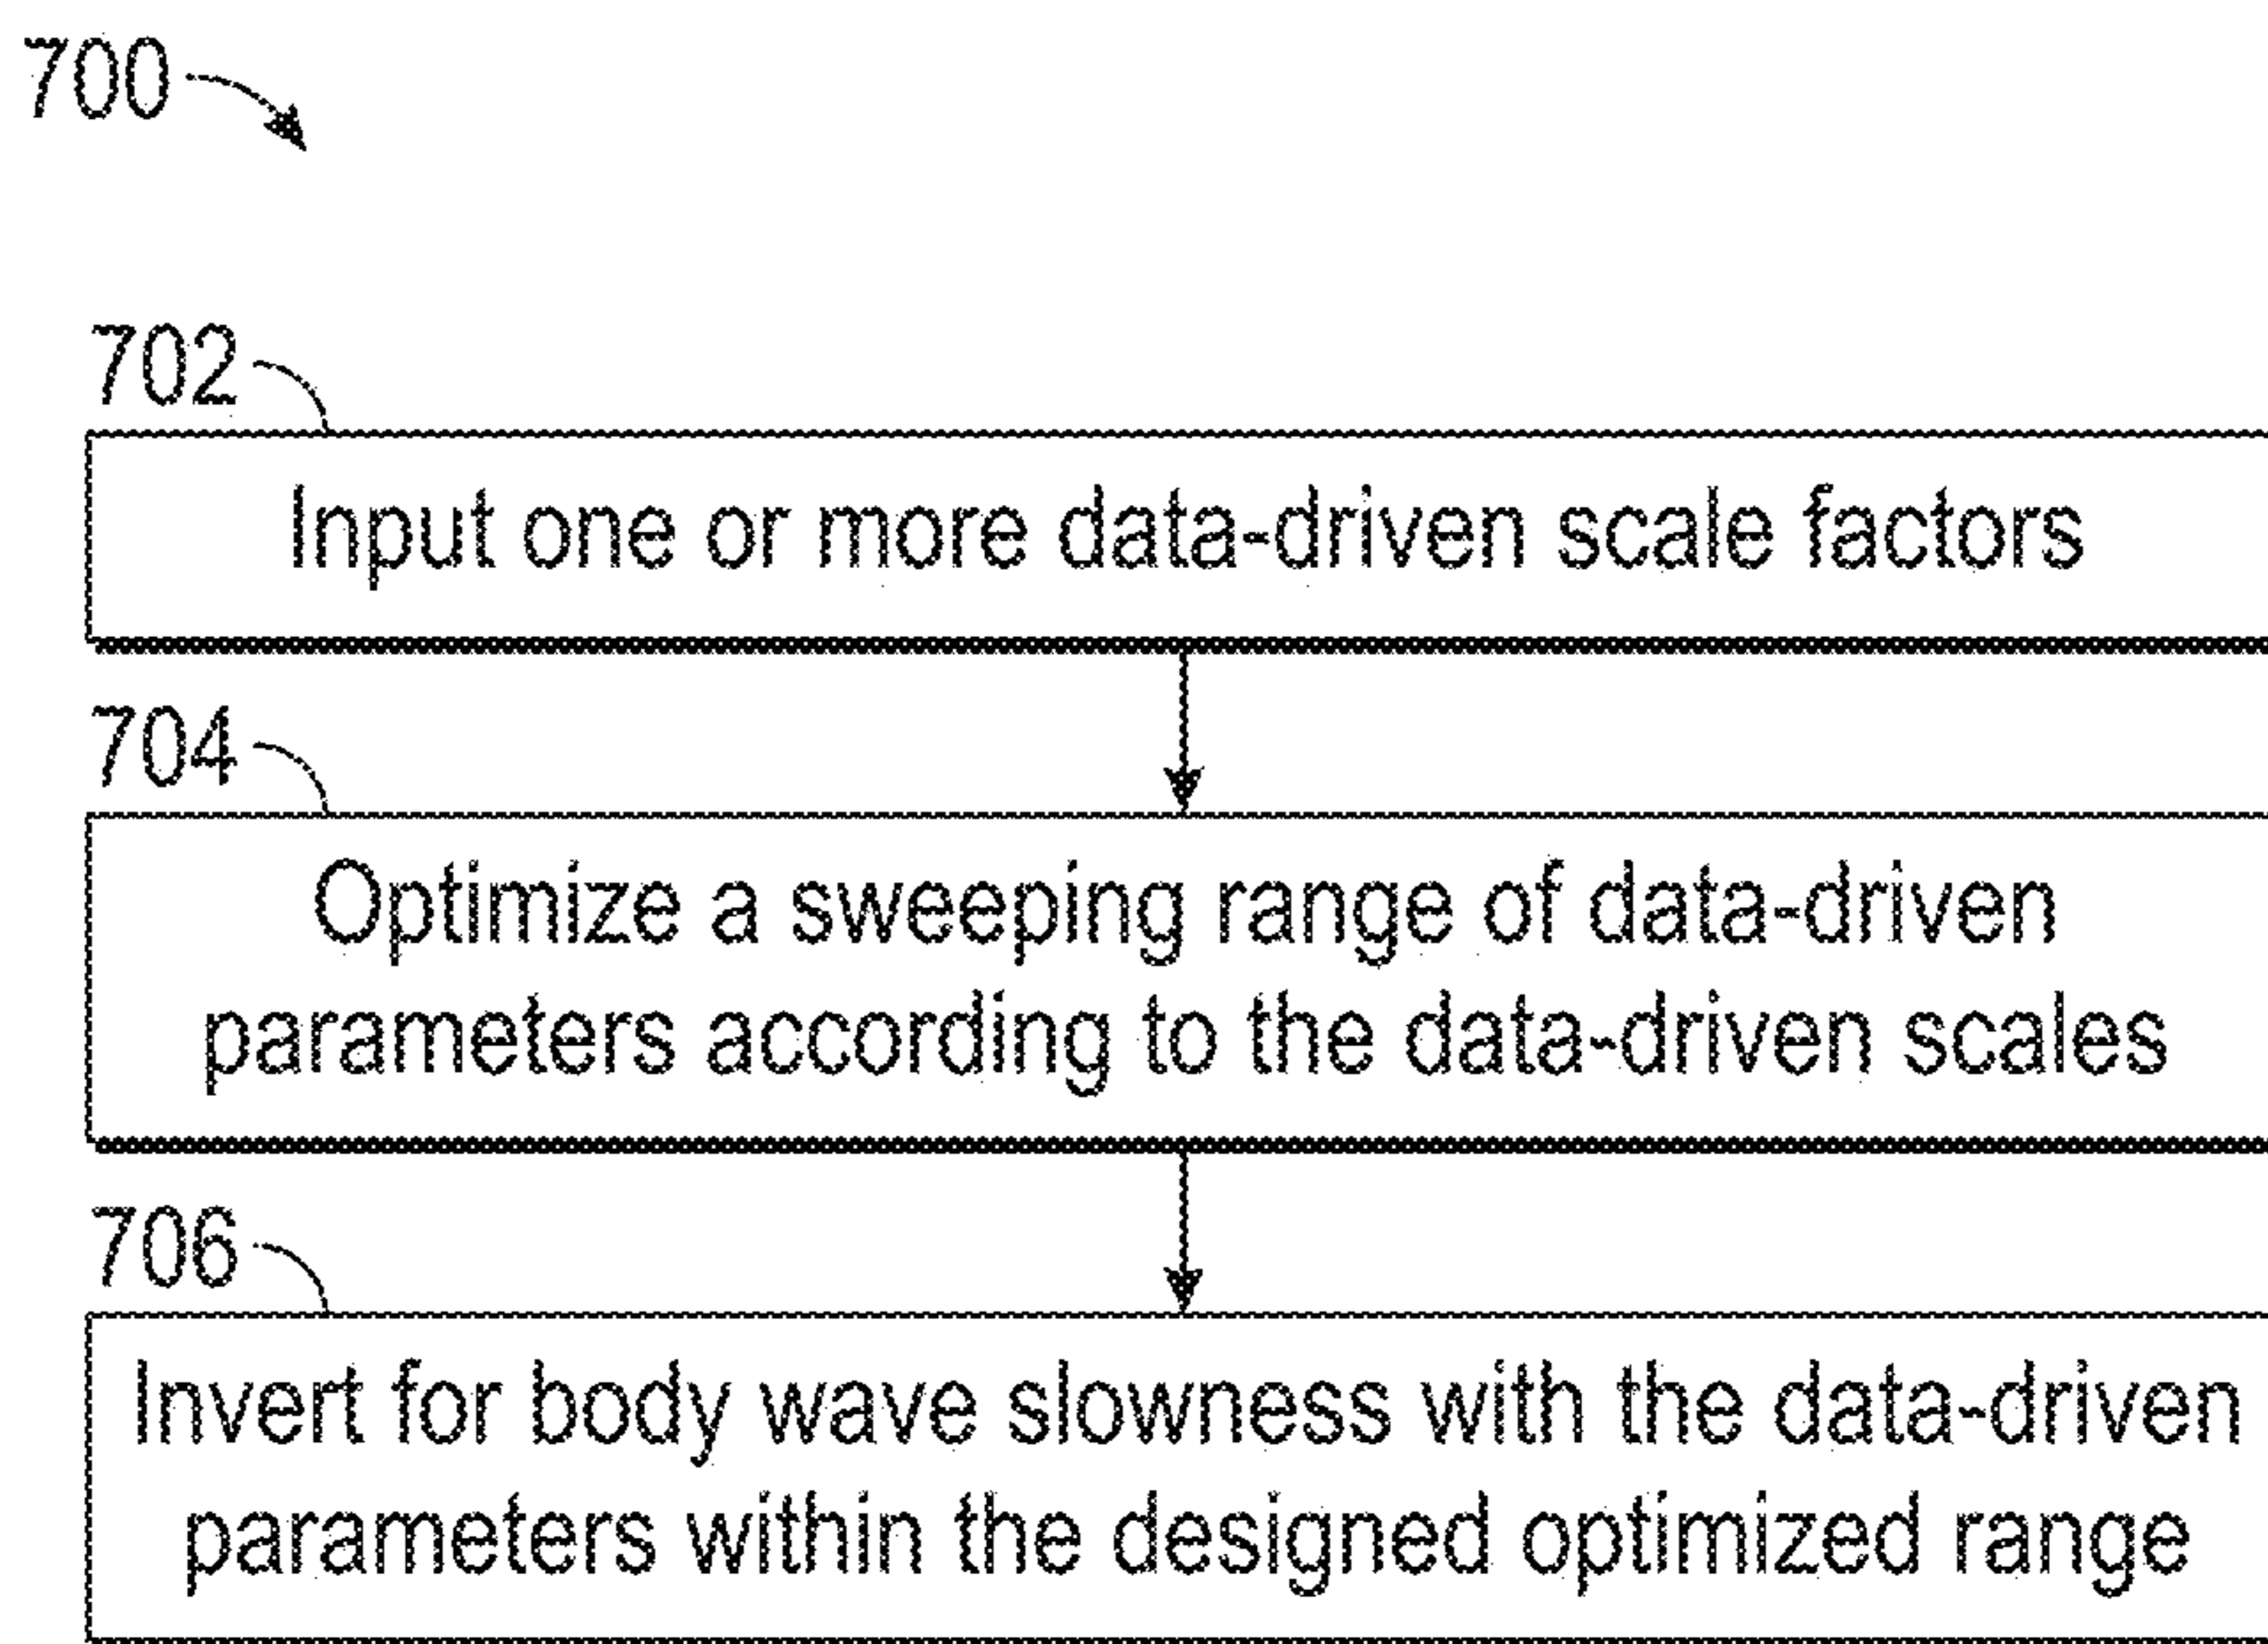 700
702
Input one or more data-driven scale factors
704
Optimize a sweeping range of data-driven
parameters according to the data-driven scales
706
Invert for body wave slowness with the data-driven
parameters within the designed optimized range